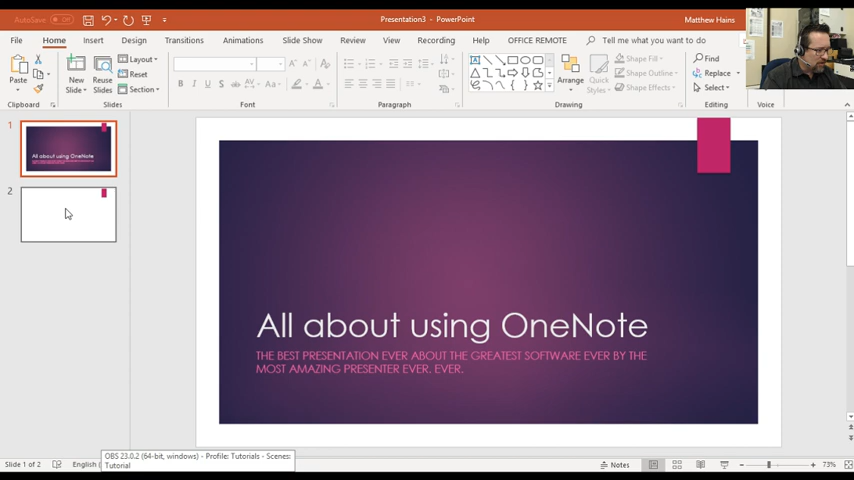 AutoSave Off
Presentation3 - PowerPoint
Matthew Hains
File Home Insert Design Transitions Animations Slide Show Review View Recording Help OFFICE REMOTE Tell me what you want to do
Paste
New Slide
Reuse Slides
Layout
Reset
Section
Arrange
Quick Styles
Shape Fill
Shape Outline
Shape Effects
Find
Replace
Select
Clipboard Slides Font Paragraph Drawing Editing Voice
1
All about using OneNote
2
All about using OneNote
THE BEST PRESENTATION EVER ABOUT THE GREATEST SOFTWARE EVER BY THE
MOST AMAZING PRESENTER EVER. EVER.
OBS 23.0.2 (64-bit, windows) - Profile: Tutorials - Scenes:
Tutorial
Slide 1 of 2 English Notes 73%